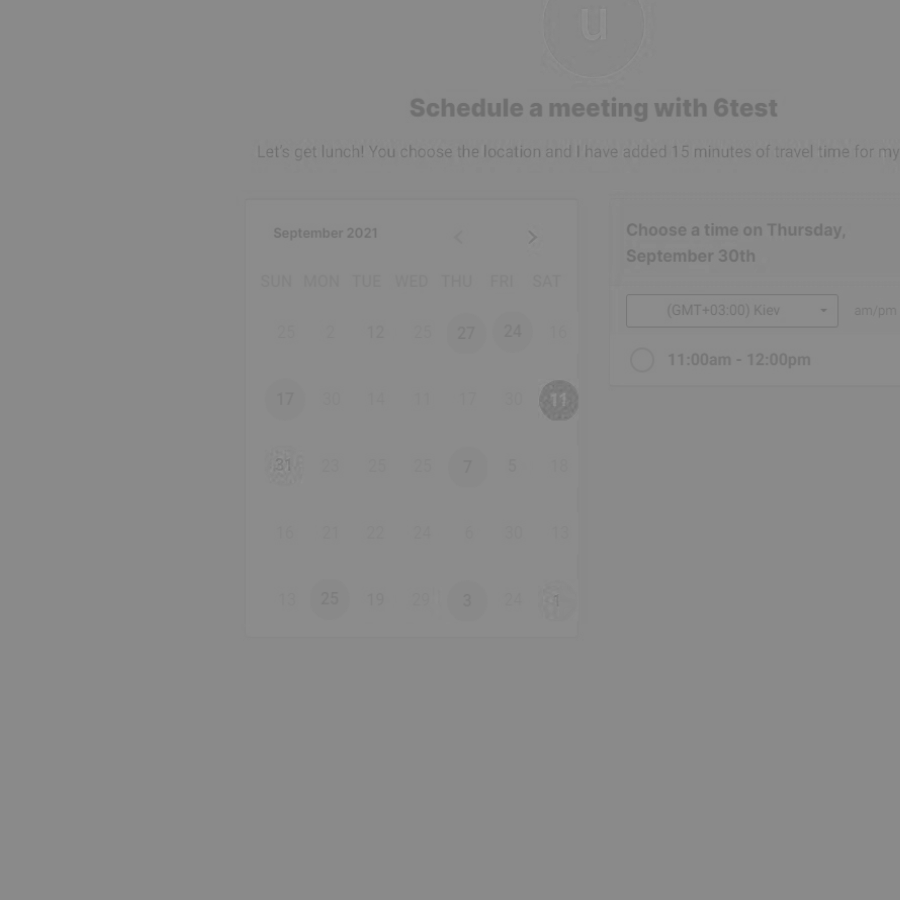 u
Schedule a meeting with 6test
Let's get lunch! You choose the location and I have added 15 minutes of travel time for my
September 2021
SUN MON TUE WED THU FRI SAT
25 2 12 26 27 24 16
17 30 14 11 17 30 11
31 23 25 25 7 5 18
16 21 22 24 6 30 13
13 25 19 29 3 24
Choose a time on Thursday,
September 30th
(GMT+03:00) Kiev
am/pm
11:00am - 12:00pm